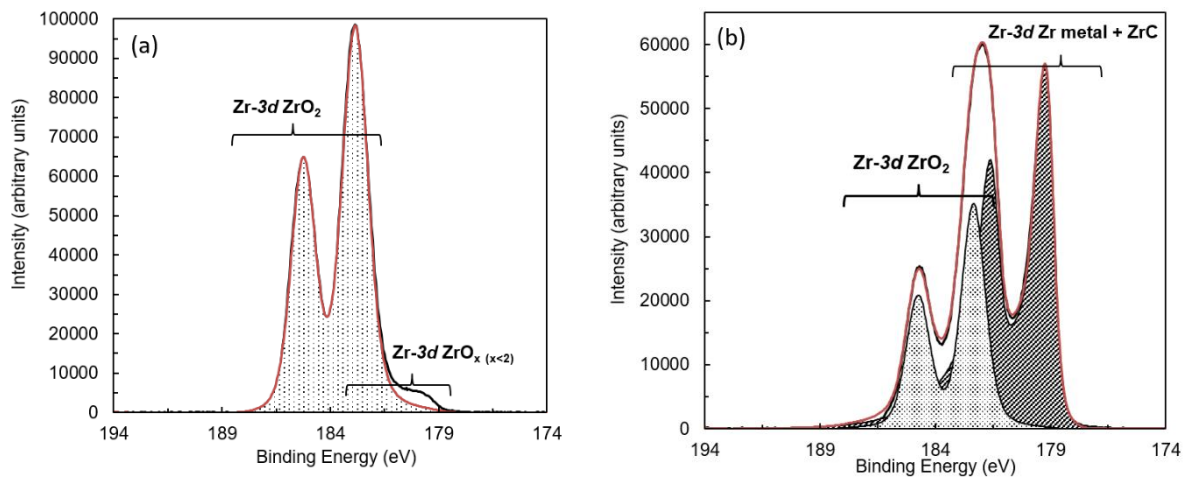 (a)
Zr-3d ZrO₂
Zr-3d ZrOₓ (x<2)
100000
90000
80000
70000
60000
50000
40000
30000
20000
10000
0
Intensity (arbitrary units)
194 189 184 179 174
Binding Energy (eV)
(b)
Zr-3d Zr metal + ZrC
Zr-3d ZrO₂
60000
50000
40000
30000
20000
10000
0
Intensity (arbitrary units)
194 189 184 179 174
Binding Energy (eV)